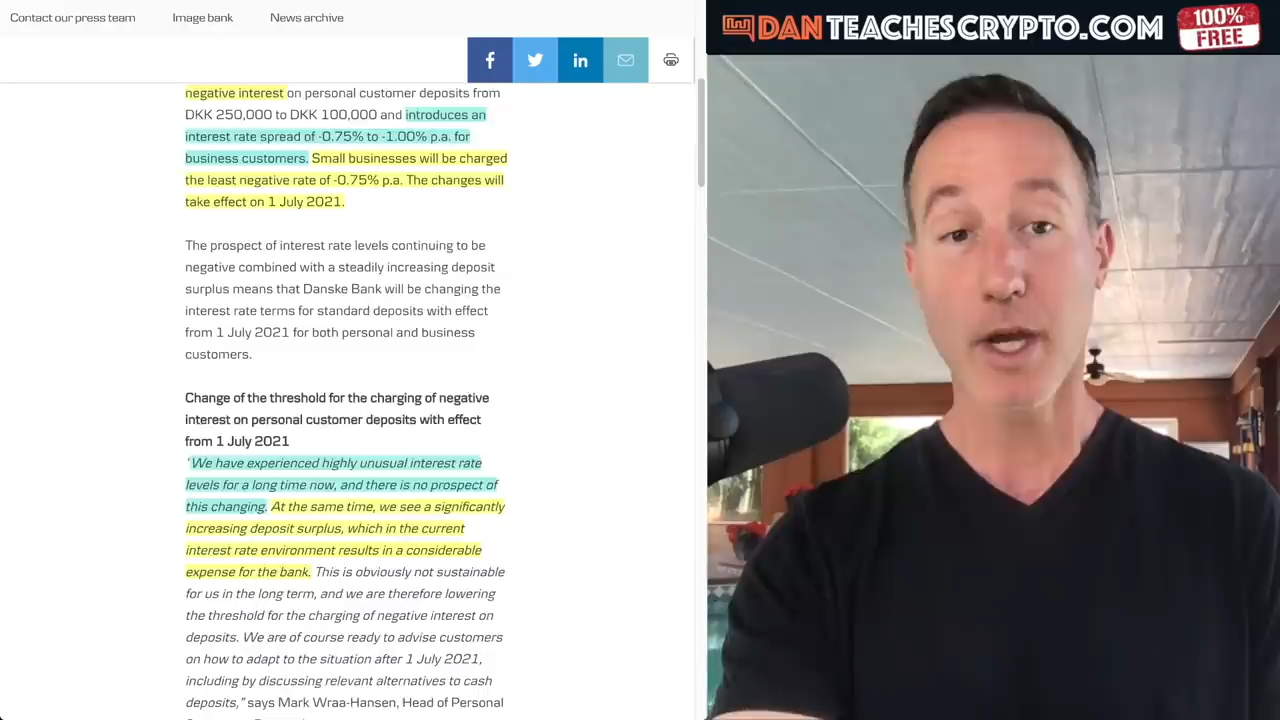 Contact our press team Image bank News archive
negative interest on personal customer deposits from
DKK 250,000 to DKK 100,000 and introduces an
interest rate spread of -0.75% to -1.00% p.a. for
business customers. Small businesses will be charged
the least negative rate of -0.75% p.a. The changes will
take effect on 1 July 2021.
The prospect of interest rate levels continuing to be
negative combined with a steadily increasing deposit
surplus means that Danske Bank will be changing the
interest rate terms for standard deposits with effect
from 1 July 2021 for both personal and business
customers.
Change of the threshold for the charging of negative
interest on personal customer deposits with effect
from 1 July 2021
"We have experienced highly unusual interest rate
levels for a long time now, and there is no prospect of
this changing. At the same time, we see a significantly
increasing deposit surplus, which in the current
interest rate environment results in a considerable
expense for the bank. This is obviously not sustainable
for us in the long term, and we are therefore lowering
the threshold for the charging of negative interest on
deposits. We are of course ready to advise customers
on how to adapt to the situation after 1 July 2021,
including by discussing relevant alternatives to cash
deposits," says Mark Wraa-Hansen, Head of Personal
DANTEACHESCRYPTO.COM
100%
FREE